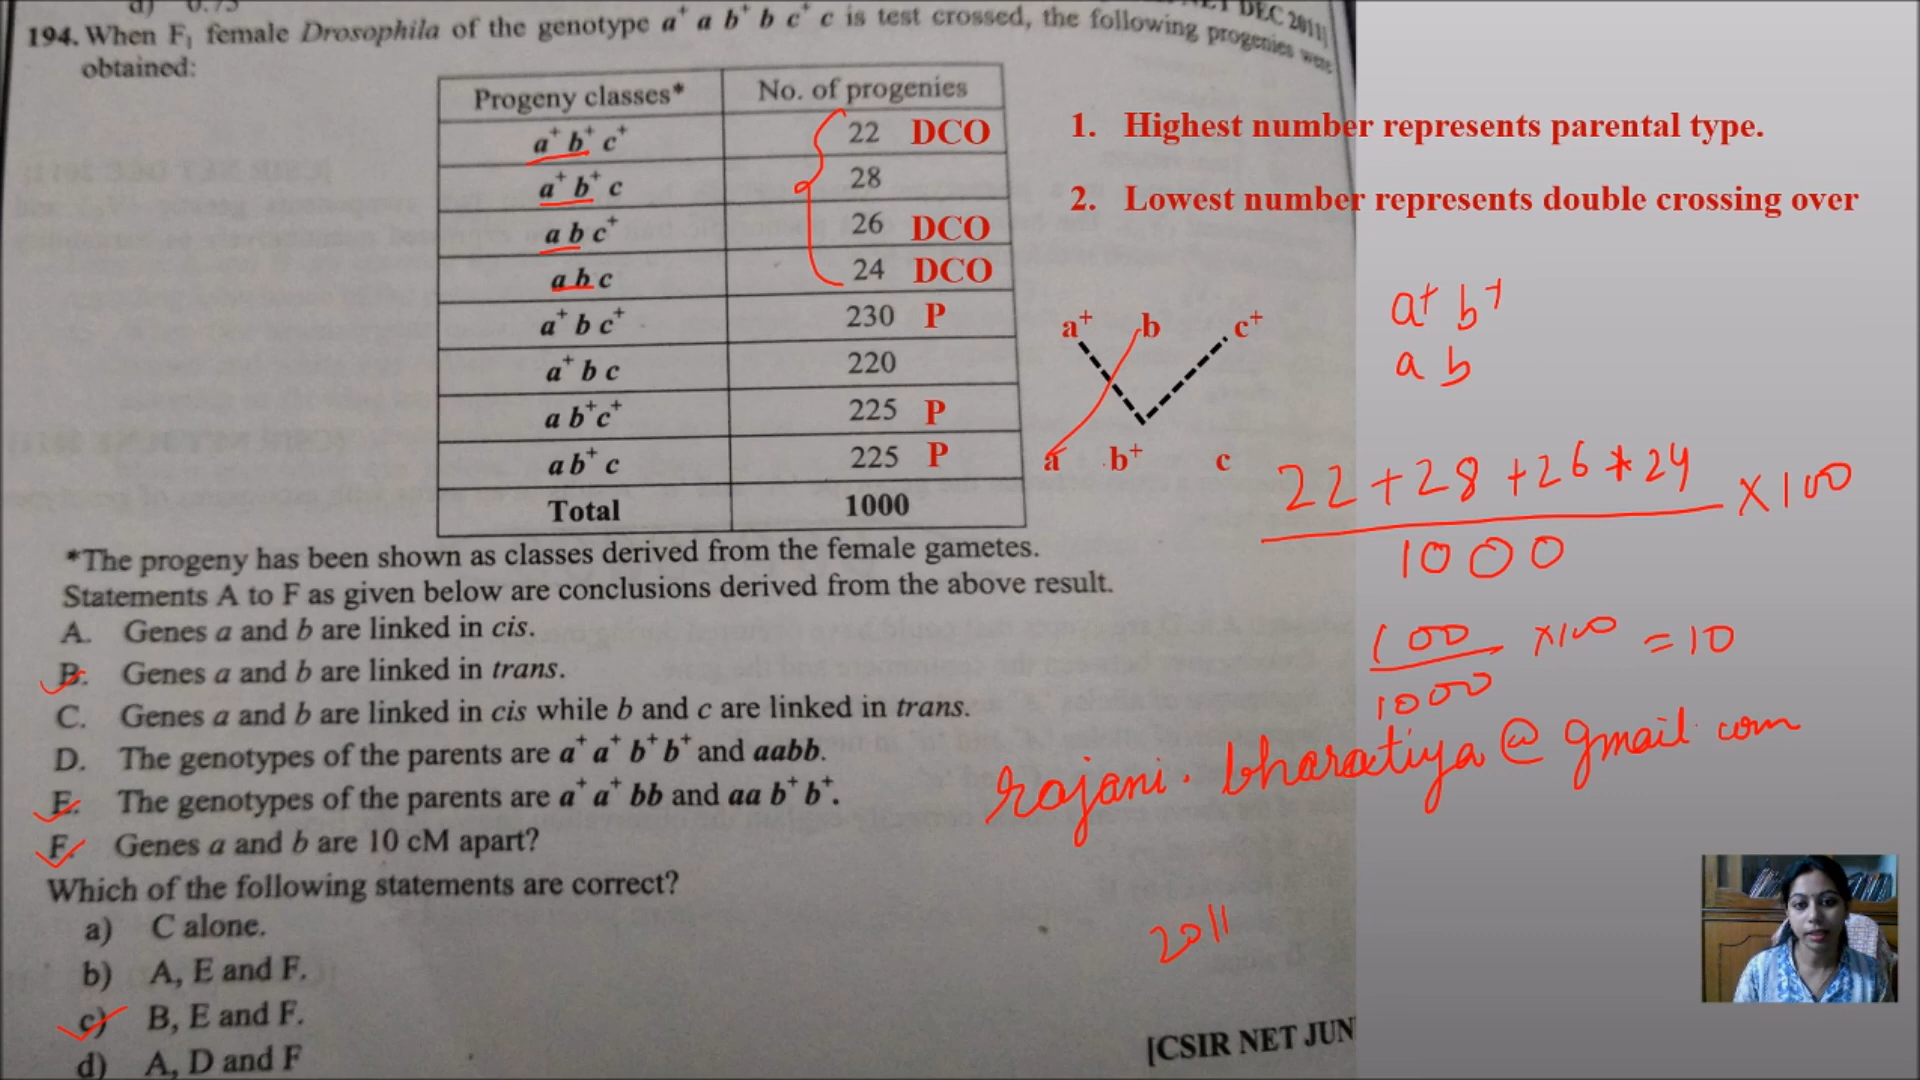 d) 0.75
DEC 2011]
194. When F₁ female Drosophila of the genotype a⁺ a b⁺ b c⁺ c is test crossed, the following progenies were
obtained:
Progeny classes* No. of progenies
a⁺ b⁺ c⁺ 22 DCO
a⁺ b⁺ c 28
a b c⁺ 26 DCO
a b c 24 DCO
a⁺ b c⁺ 230 P
a⁺ b c 220
a b⁺c⁺ 225 P
a b⁺ c 225 P
Total 1000
1. Highest number represents parental type.
2. Lowest number represents double crossing over
a⁺ b c⁺
a b⁺ c
a⁺ b⁺
a b
22+28+26+24 ×100
1000
100 ×100 = 10
1000
rajani.bharatiya@gmail.com
*The progeny has been shown as classes derived from the female gametes.
Statements A to F as given below are conclusions derived from the above result.
A. Genes a and b are linked in cis.
B. Genes a and b are linked in trans.
C. Genes a and b are linked in cis while b and c are linked in trans.
D. The genotypes of the parents are a⁺ a⁺ b⁺ b⁺ and aabb.
E. The genotypes of the parents are a⁺ a⁺ bb and aa b⁺ b⁺.
F. Genes a and b are 10 cM apart?
Which of the following statements are correct?
a) C alone.
b) A, E and F.
c) B, E and F.
d) A, D and F
2011
[CSIR NET JUN